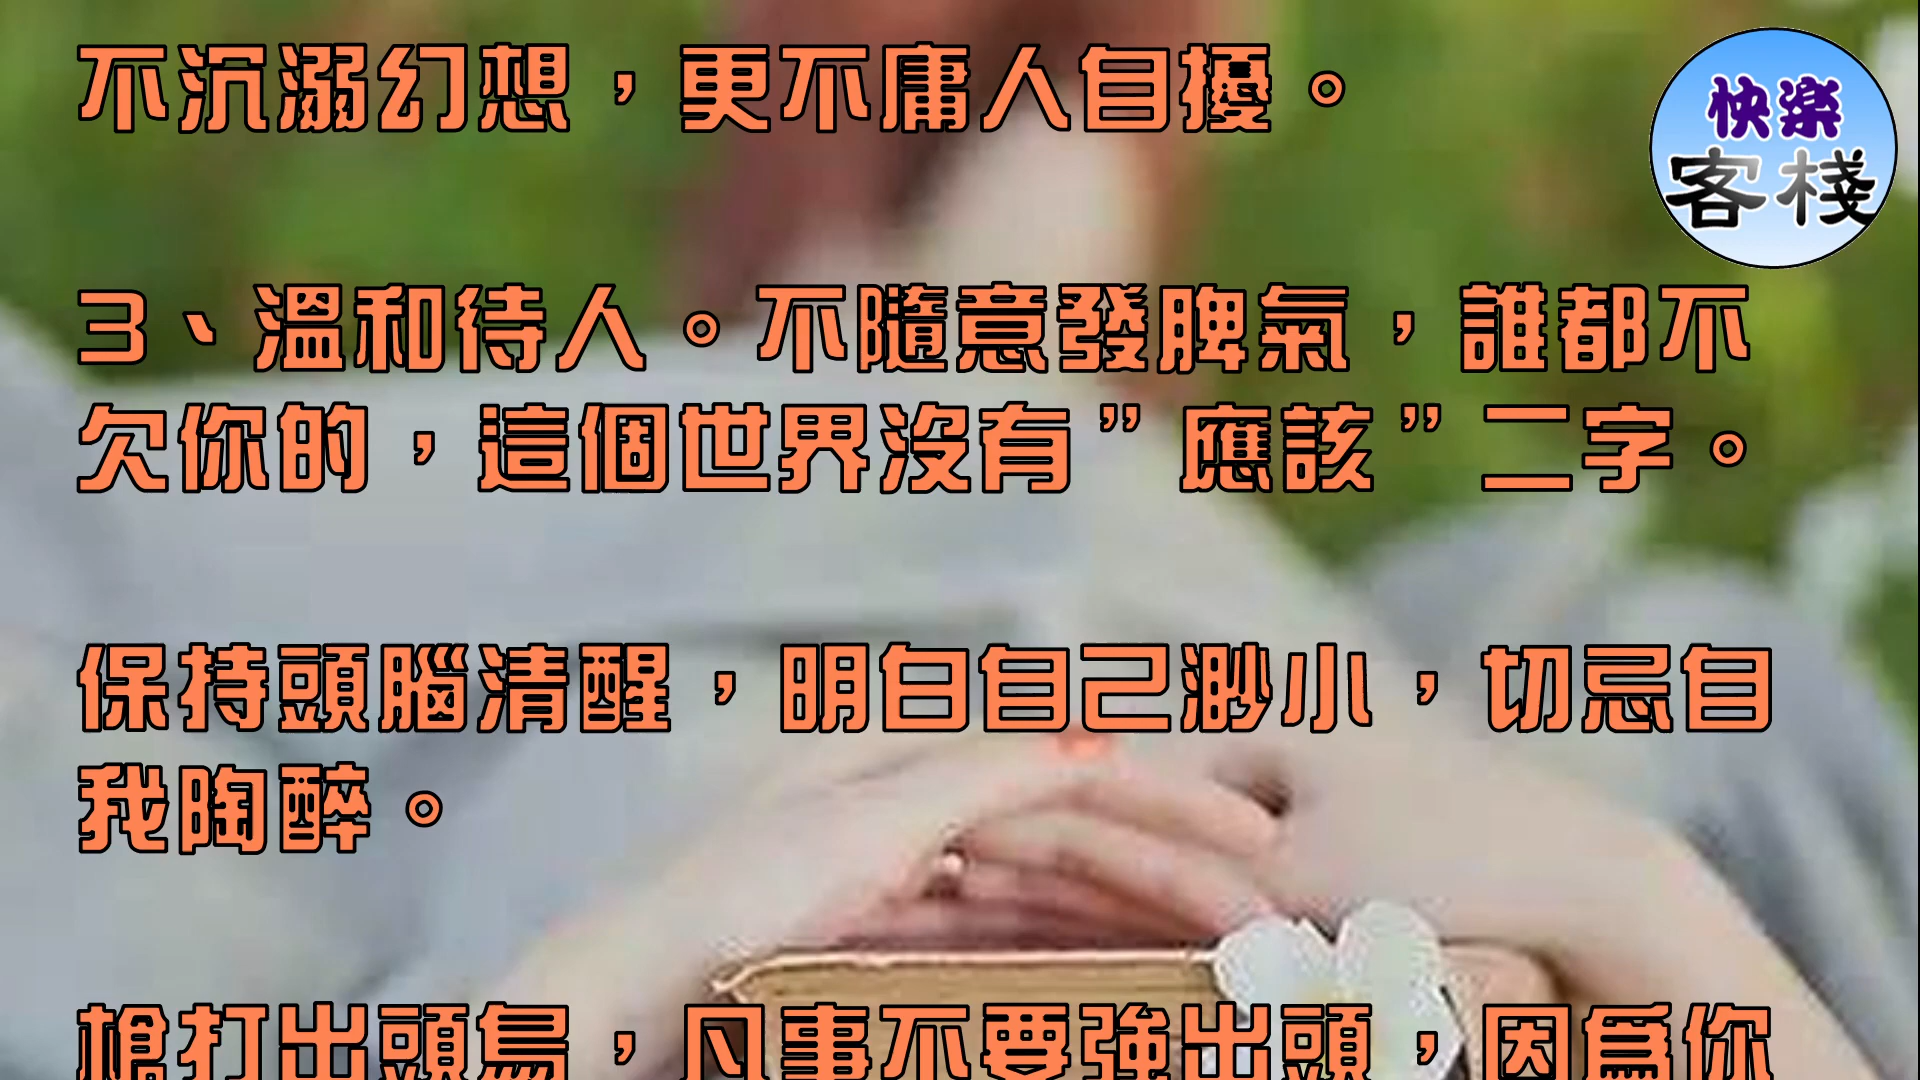 不沉溺幻想，更不庸人自擾。
快樂
客棧
3、溫和待人。不隨意發脾氣，誰都不
欠你的，這個世界沒有”應該”二字。
保持頭腦清醒，明白自己渺小，切忌自
我陶醉。
槍打出頭鳥，凡事不要強出頭，因爲你